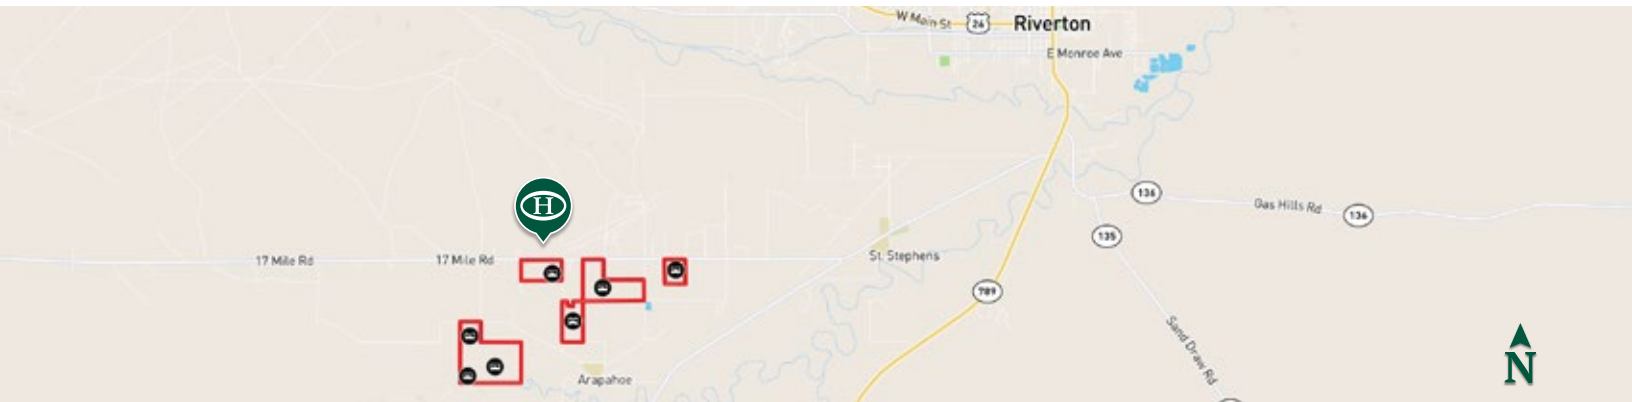 W Main St
26
Riverton
E Monroe Ave
136
Gas Hills Rd
136
H
135
17 Mile Rd
17 Mile Rd
St. Stephens
789
Sand Draw Rd
Arapahoe
N